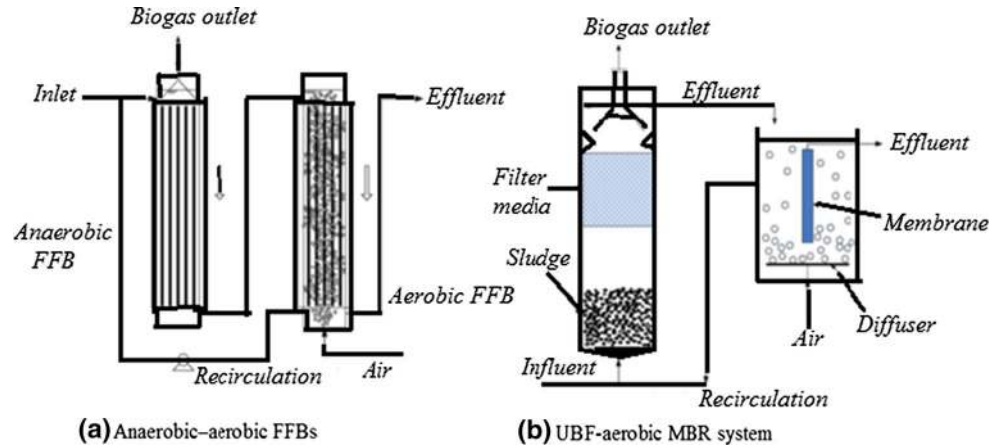 Biogas outlet
Inlet
Effluent
Anaerobic
FFB
Aerobic FFB
Air
Recirculation
(a) Anaerobic–aerobic FFBs
Biogas outlet
Effluent
Effluent
Filter
media
Membrane
Sludge
Diffuser
Air
Influent
Recirculation
(b) UBF-aerobic MBR system